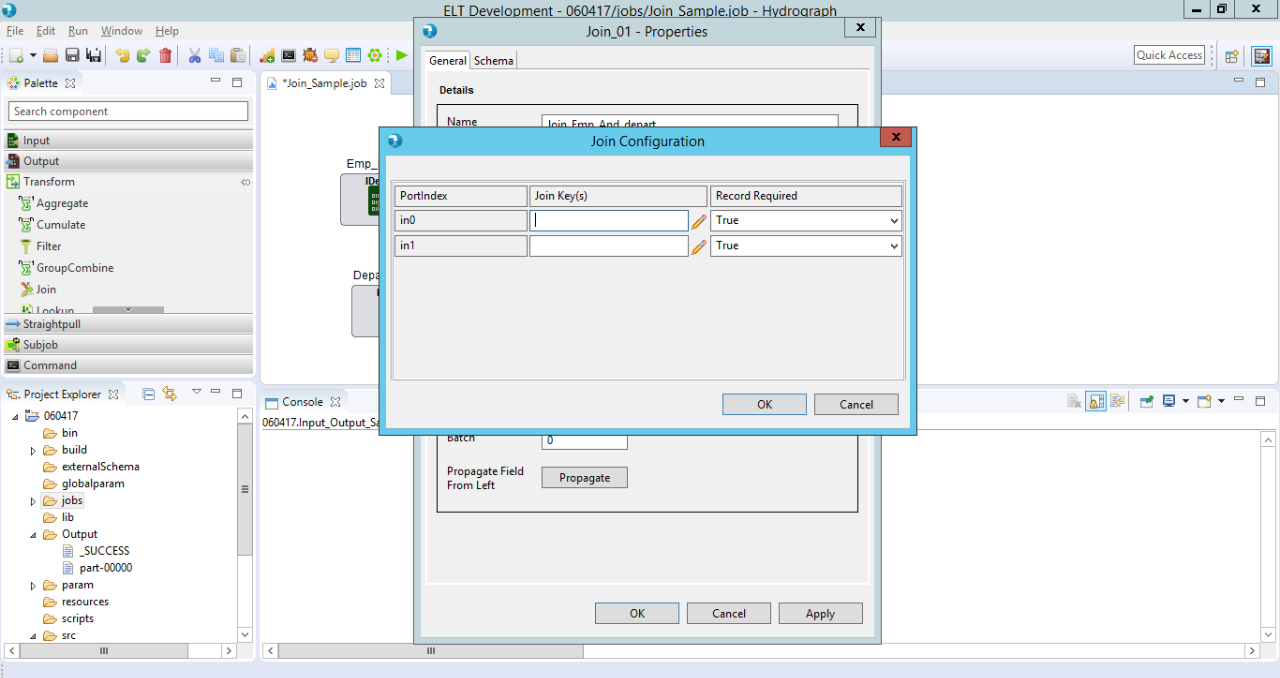 ELT Development - 060417/jobs/Join_Sample.job - Hydrograph
File Edit Run Window Help
Quick Access
Palette
Search component
Input
Output
Transform
Aggregate
Cumulate
Filter
GroupCombine
Join
Lookup
Straightpull
Subjob
Command
Project Explorer
060417
bin
build
externalSchema
globalparam
jobs
lib
Output
_SUCCESS
part-00000
param
resources
scripts
src
*Join_Sample.job
Emp_
IDe
Depa
Console
060417.Input_Output_Sa
Join_01 - Properties
General Schema
Details
Name Join_Emp_And_depart
Join Configuration
PortIndex Join Key(s) Record Required
in0 True
in1 True
OK Cancel
Batch 0
Propagate Field
From Left
Propagate
OK Cancel Apply